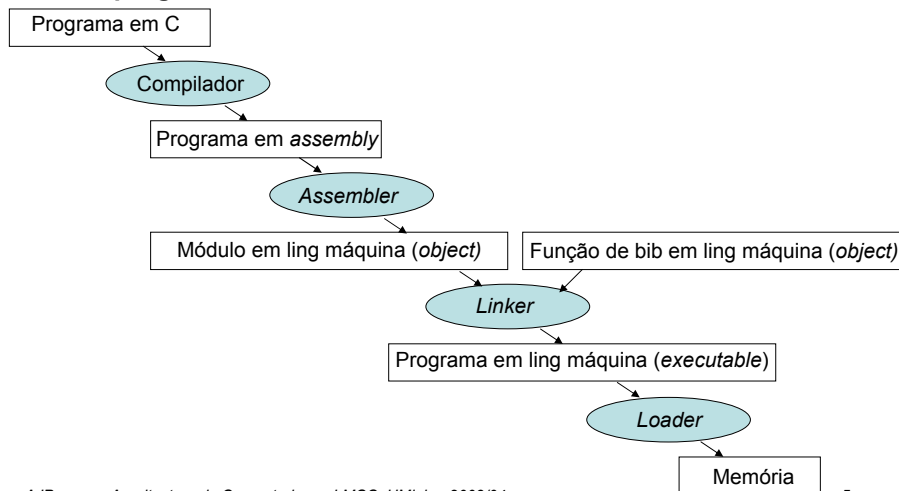 Programa em C
Compilador
Programa em assembly
Assembler
Módulo em ling máquina (object)
Função de bib em ling máquina (object)
Linker
Programa em ling máquina (executable)
Loader
Memória